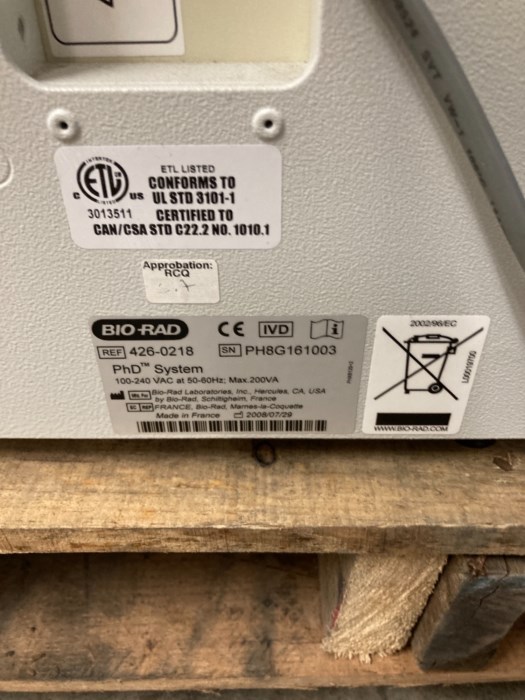 ETL LISTED
CONFORMS TO
UL STD 3101-1
CERTIFIED TO
CAN/CSA STD C22.2 NO. 1010.1
INTERTEK
C ETL US
3013511
Approbation:
RCQ
BIO-RAD CE IVD i
REF 426-0218 SN PH8G161003
PhD™ System
100-240 VAC at 50-60Hz; Max.200VA
Bio-Rad Laboratories, Inc., Hercules, CA, USA
by Bio-Rad, Schiltigheim, France
EC REP FRANCE, Bio-Rad, Marnes-la-Coquette
Made in France 2008/07/29
2002/96/EC
WWW.BIO-RAD.COM